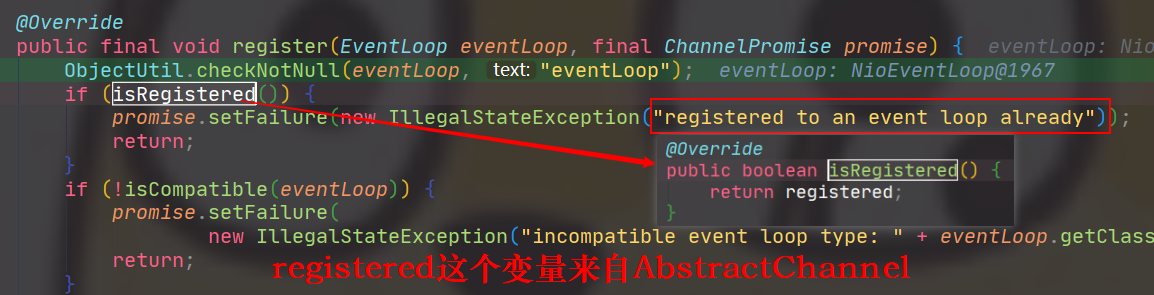 @Override
public final void register(EventLoop eventLoop, final ChannelPromise promise) { eventLoop: Nio
ObjectUtil.checkNotNull(eventLoop, text: "eventLoop"); eventLoop: NioEventLoop@1967
if (isRegistered()) {
promise.setFailure(new IllegalStateException("registered to an event loop already"));
return;
}
@Override
public boolean isRegistered() {
return registered;
}
if (!isCompatible(eventLoop)) {
promise.setFailure(
new IllegalStateException("incompatible event loop type: " + eventLoop.getClass
return;
}
registered这个变量来自AbstractChannel